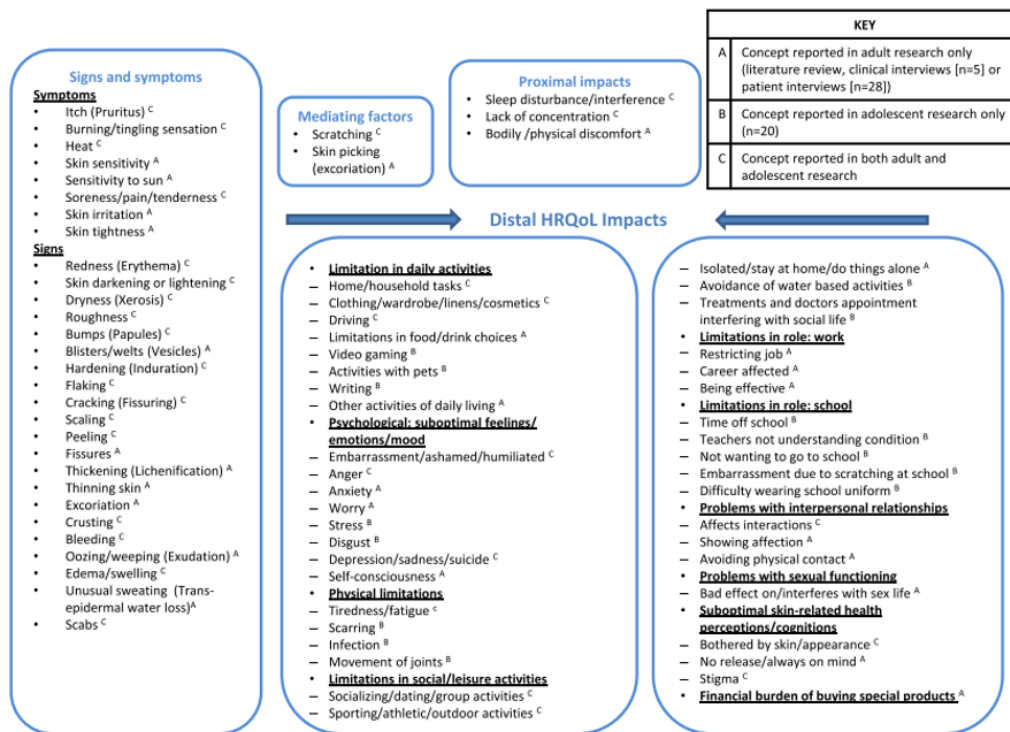 Signs and symptoms
Symptoms
• Itch (Pruritus) C
• Burning/tingling sensation C
• Heat C
• Skin sensitivity A
• Sensitivity to sun A
• Soreness/pain/tenderness C
• Skin irritation A
• Skin tightness A
Signs
• Redness (Erythema) C
• Skin darkening or lightening C
• Dryness (Xerosis) C
• Roughness C
• Bumps (Papules) C
• Blisters/welts (Vesicles) A
• Hardening (Induration) C
• Flaking C
• Cracking (Fissuring) C
• Scaling C
• Peeling C
• Fissures A
• Thickening (Lichenification) A
• Thinning skin A
• Excoriation A
• Crusting C
• Bleeding C
• Oozing/weeping (Exudation) A
• Edema/swelling C
• Unusual sweating (Trans-
epidermal water loss) A
• Scabs C
Mediating factors
• Scratching C
• Skin picking
(excoriation) A
Proximal impacts
• Sleep disturbance/interference C
• Lack of concentration C
• Bodily /physical discomfort A
KEY
A Concept reported in adult research only
(literature review, clinical interviews [n=5] or
patient interviews [n=28])
B Concept reported in adolescent research only
(n=20)
C Concept reported in both adult and
adolescent research
Distal HRQoL Impacts
• Limitation in daily activities
– Home/household tasks C
– Clothing/wardrobe/linens/cosmetics C
– Driving C
– Limitations in food/drink choices A
– Video gaming B
– Activities with pets B
– Writing B
– Other activities of daily living A
• Psychological: suboptimal feelings/
emotions/mood
– Embarrassment/ashamed/humiliated C
– Anger C
– Anxiety A
– Worry A
– Stress B
– Disgust B
– Depression/sadness/suicide C
– Self-consciousness A
• Physical limitations
– Tiredness/fatigue c
– Scarring B
– Infection B
– Movement of joints B
• Limitations in social/leisure activities
– Socializing/dating/group activities C
– Sporting/athletic/outdoor activities C
– Isolated/stay at home/do things alone A
– Avoidance of water based activities B
– Treatments and doctors appointment
interfering with social life B
• Limitations in role: work
– Restricting job A
– Career affected A
– Being effective A
• Limitations in role: school
– Time off school B
– Teachers not understanding condition B
– Not wanting to go to school B
– Embarrassment due to scratching at school B
– Difficulty wearing school uniform B
• Problems with interpersonal relationships
– Affects interactions C
– Showing affection A
– Avoiding physical contact A
• Problems with sexual functioning
– Bad effect on/interferes with sex life A
• Suboptimal skin-related health
perceptions/cognitions
– Bothered by skin/appearance C
– No release/always on mind A
– Stigma C
• Financial burden of buying special products A